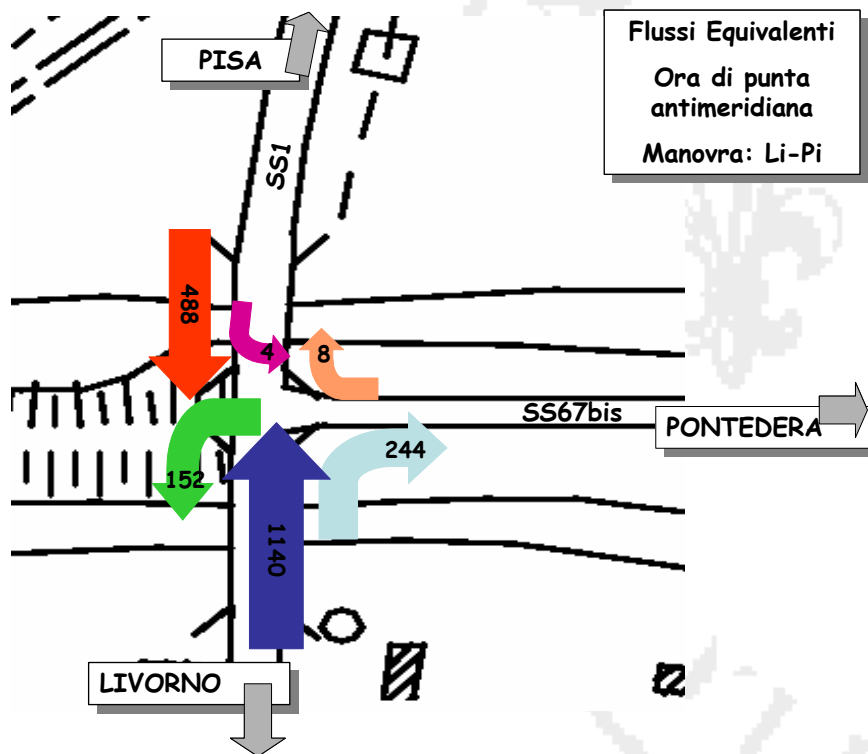 PISA
Flussi Equivalenti
Ora di punta
antimeridiana
Manovra: Li-Pi
SS1
488
4
8
SS67bis
PONTEDERA
244
152
1140
LIVORNO